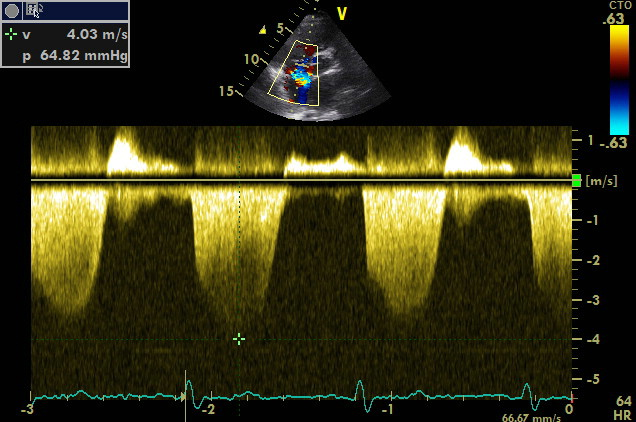 CTO
.63
V
v 4.03 m/s
p 64.82 mmHg
5
10
15
-.63
1
[m/s]
-1
-2
-3
-4
-5
-3 -2 -1 0
66.67 mm/s
64
HR